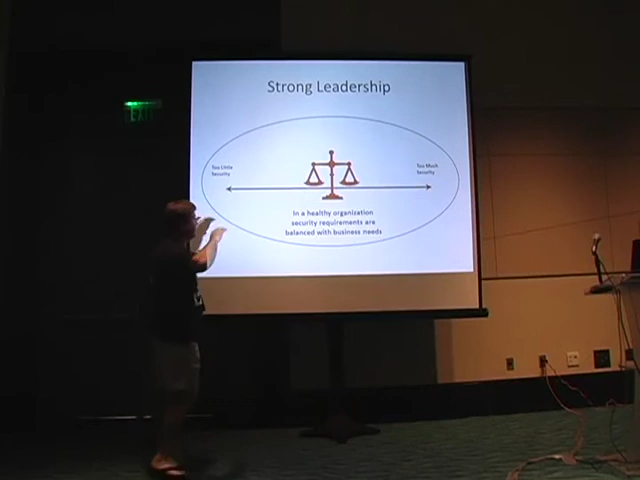 Strong Leadership
EXIT
Too Little
Security
Too Much
Security
In a healthy organization
security requirements are
balanced with business needs